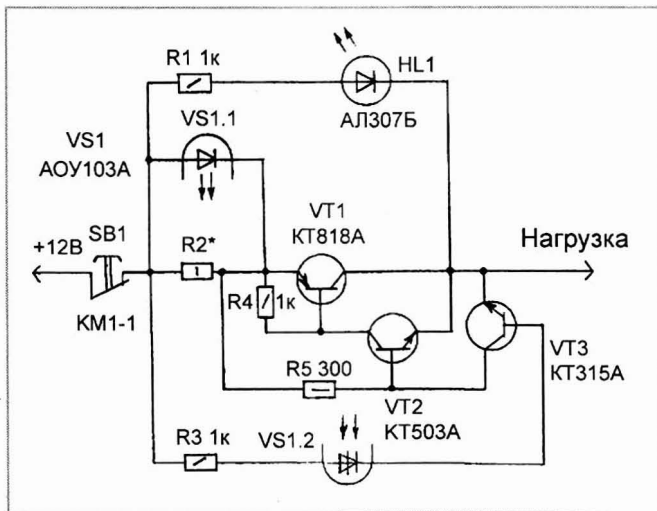 R1 1к
HL1
АЛ307Б
VS1.1
VS1
АОУ103А
VT1
КТ818А
+12В
SB1
R2*
Нагрузка
KM1-1
R4
1к
R5 300
VT2
КТ503А
VT3
КТ315А
R3 1к
VS1.2